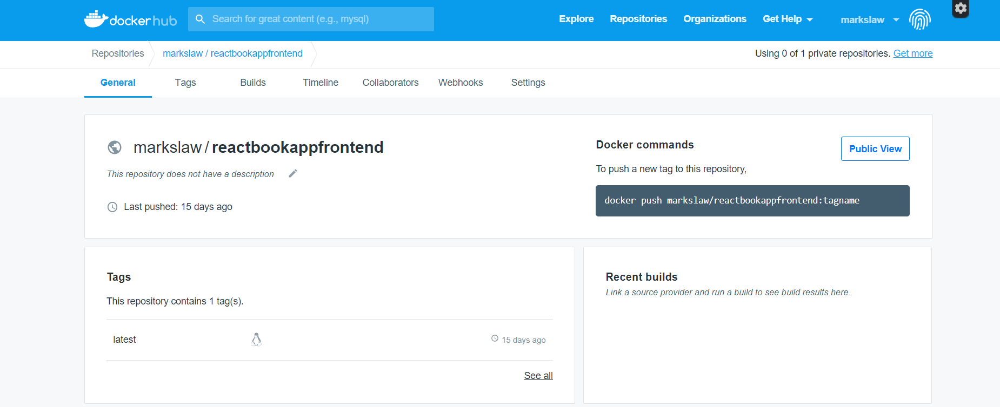 docker hub
Search for great content (e.g., mysql)
Explore
Repositories
Organizations
Get Help
markslaw
Repositories
markslaw / reactbookappfrontend
Using 0 of 1 private repositories. Get more
General
Tags
Builds
Timeline
Collaborators
Webhooks
Settings
markslaw / reactbookappfrontend
This repository does not have a description
Last pushed: 15 days ago
Docker commands
Public View
To push a new tag to this repository,
docker push markslaw/reactbookappfrontend:tagname
Tags
This repository contains 1 tag(s).
latest
15 days ago
See all
Recent builds
Link a source provider and run a build to see build results here.